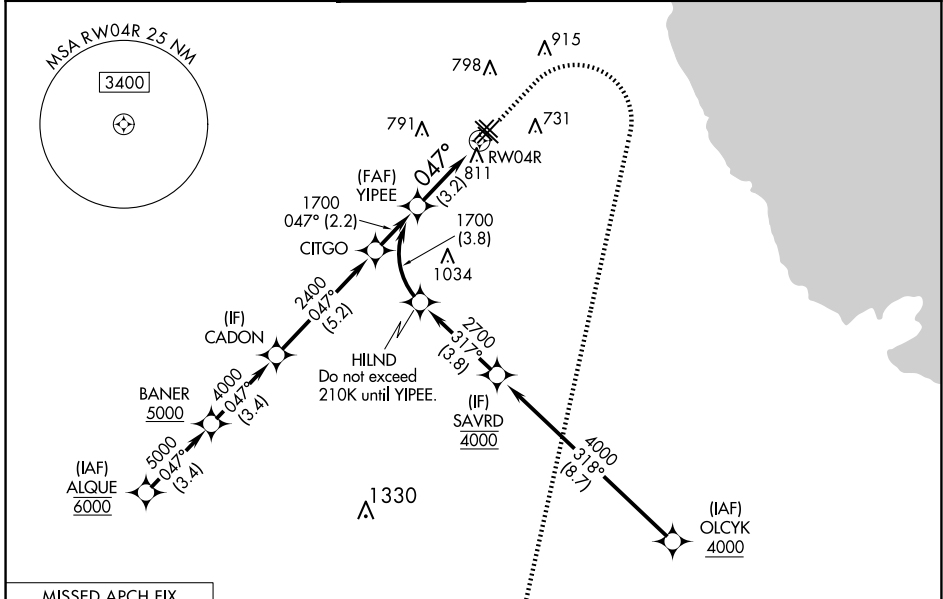 MSA RW04R 25 NM
3400
915
798
791
731
RW04R
811
047°
(3.2)
(FAF)
YIPEE
1700
047° (2.2)
1700
(3.8)
CITGO
1034
2400
047°
(5.2)
(IF)
CADON
HILND
Do not exceed
210K until YIPEE.
2700
317°
(3.8)
BANER
5000
4000
047°
(3.4)
(IF)
SAVRD
4000
5000
047°
(3.4)
(IAF)
ALQUE
6000
4000
318°
(8.7)
1330
(IAF)
OLCYK
4000
MISSED APCH FIX